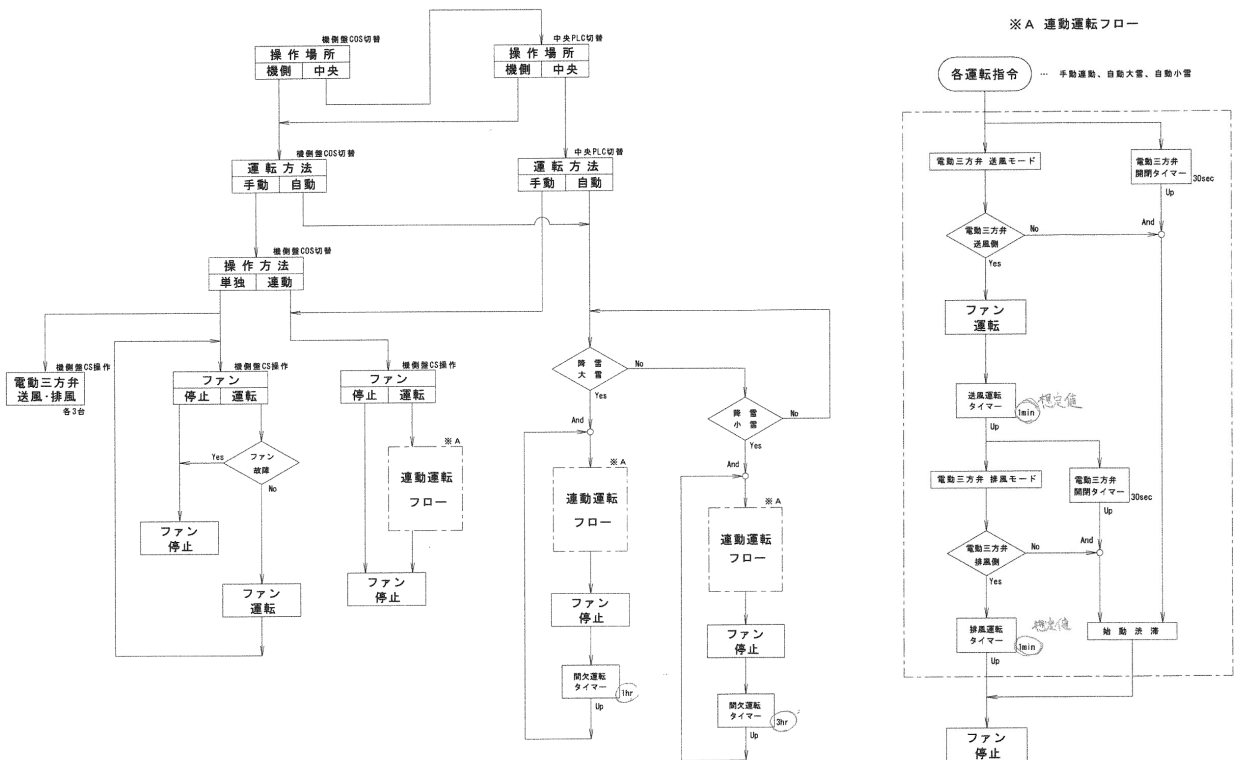 ※A 連動運転フロー
機側盤COS切替
操作場所
機側 中央
中央PLC切替
操作場所
機側 中央
機側盤COS切替
運転方法
手動 自動
中央PLC切替
運転方法
手動 自動
機側盤COS切替
操作方法
単独 連動
電動三方弁
送風・排風
各3台
機側盤CS操作
機側盤CS操作
ファン
停止 運転
機側盤CS操作
ファン
停止 運転
Yes
ファン
故障
No
ファン
停止
ファン
運転
※A
連動運転
フロー
ファン
停止
降雪
大雪
No
Yes
And
※A
連動運転
フロー
ファン
停止
間欠運転
タイマー
1hr
Up
降雪
小雪
No
Yes
And
※A
連動運転
フロー
ファン
停止
間欠運転
タイマー
3hr
Up
各運転指令
… 手動連動、自動大雪、自動小雪
電動三方弁 送風モード
電動三方弁
開閉タイマー
30sec
Up
And
電動三方弁
送風側
No
Yes
ファン
運転
送風運転
タイマー
1min
想定値
Up
電動三方弁 排風モード
電動三方弁
開閉タイマー
30sec
Up
And
電動三方弁
排風側
No
Yes
排風運転
タイマー
1min
想定値
Up
始動渋滞
ファン
停止